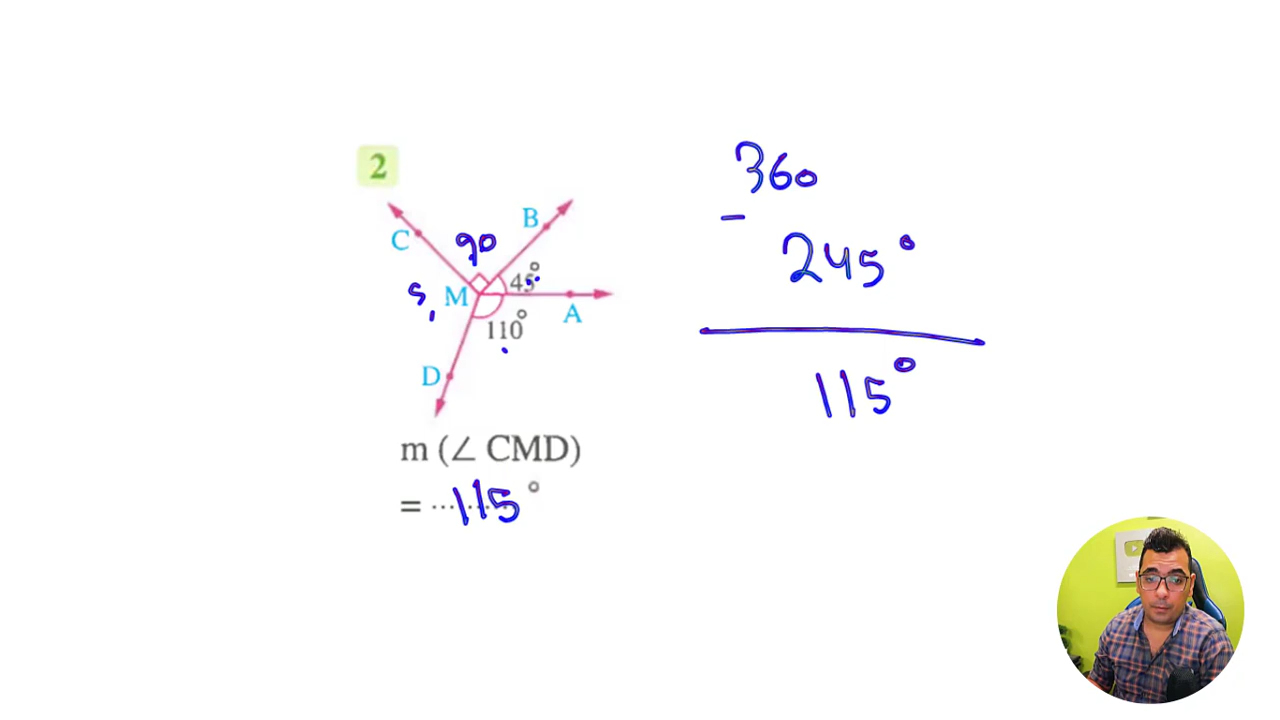 2
B
C
90
45°
M
A
110°
D
m (∠ CMD)
= ...115°
360
-
245°
115°